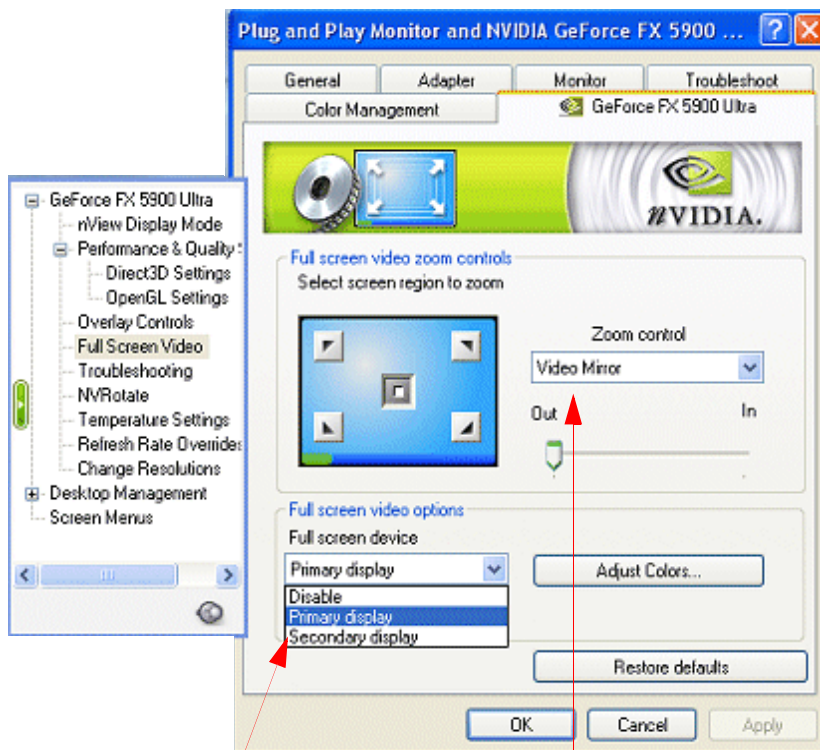 Plug and Play Monitor and NVIDIA GeForce FX 5900 ...
General Adapter Monitor Troubleshoot
Color Management GeForce FX 5900 Ultra
nVIDIA.
GeForce FX 5900 Ultra
nView Display Mode
Performance & Quality S
Direct3D Settings
OpenGL Settings
Overlay Controls
Full Screen Video
Troubleshooting
NVRotate
Temperature Settings
Refresh Rate Overrides
Change Resolutions
Desktop Management
Screen Menus
Full screen video zoom controls
Select screen region to zoom
Zoom control
Video Mirror
Out In
Full screen video options
Full screen device
Primary display
Adjust Colors...
Disable
Primary display
Secondary display
Restore defaults
OK Cancel Apply